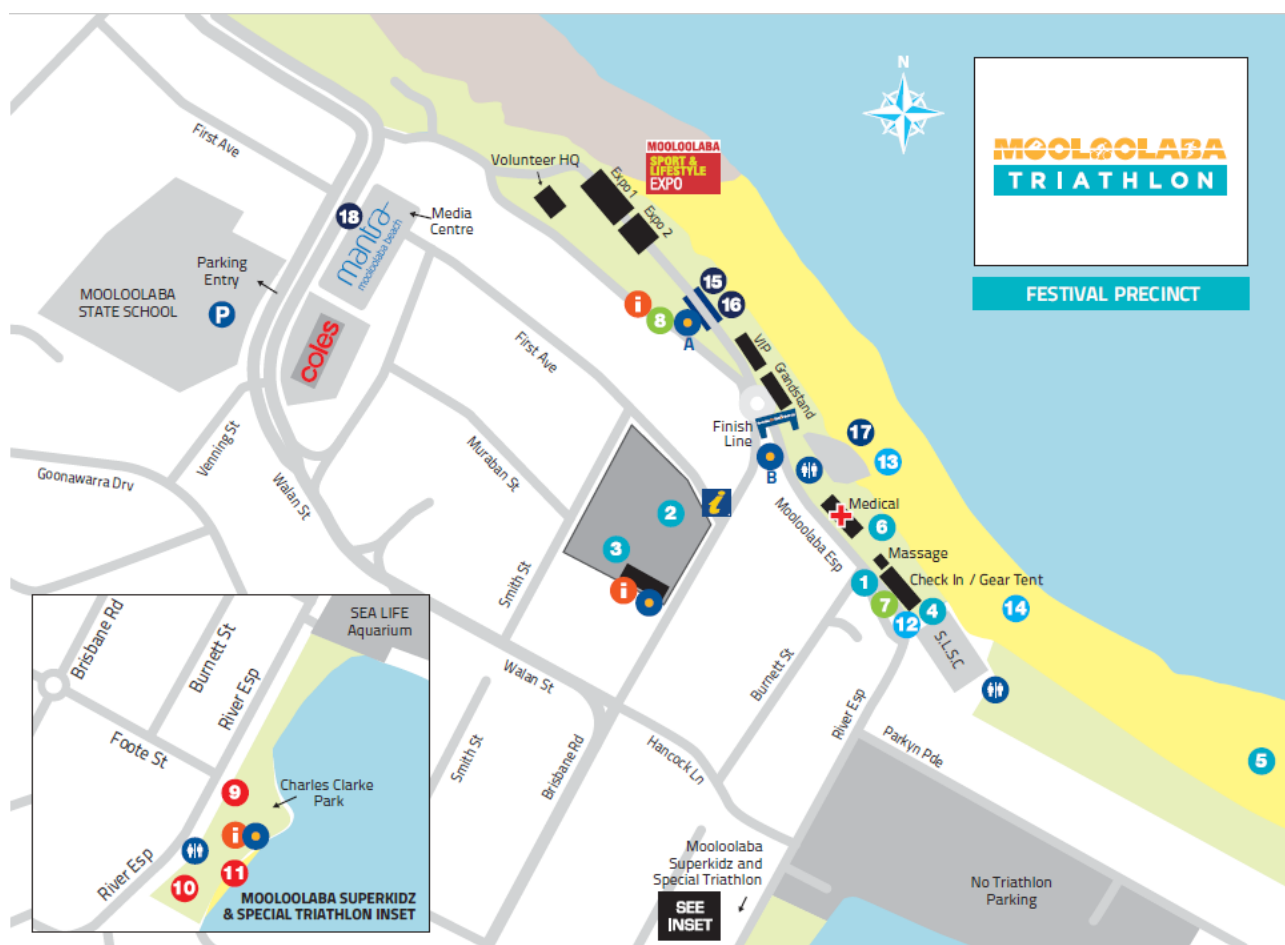 N
MOOLOOLABA
TRIATHLON
FESTIVAL PRECINCT
First Ave
Volunteer HQ
MOOLOOLABA
SPORT &
LIFESTYLE
EXPO
Expo 1
Expo 2
18
mantra
mooloolaba beach
Media
Centre
Parking
Entry
MOOLOOLABA
STATE SCHOOL
P
coles
i
8
A
15
16
VIP
Grandstand
First Ave
Finish
Line
B
17
13
Venning St
Goonawarra Drv
Walan St
Muraban St
2
i
3
i
Smith St
Mooloolaba Esp
Medical
6
Massage
Check In / Gear Tent
1
7
12
4
14
S.L.S.C
Burnett St
River Esp
Parkyn Pde
5
Walan St
Smith St
Brisbane Rd
Hancock Ln
Mooloolaba
Superkidz and
Special Triathlon
SEE
INSET
No Triathlon
Parking
SEA LIFE
Aquarium
Brisbane Rd
Burnett St
River Esp
Foote St
Charles Clarke
Park
9
i
10
11
River Esp
MOOLOOLABA SUPERKIDZ
& SPECIAL TRIATHLON INSET